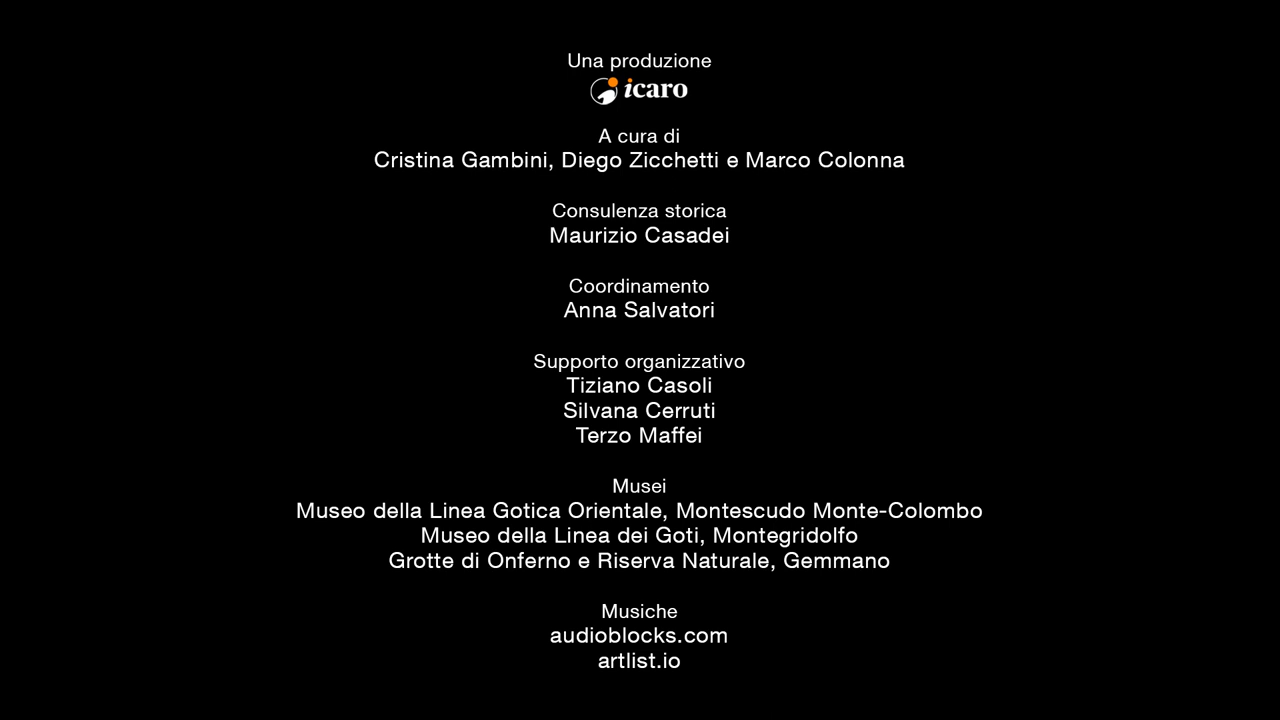 Una produzione
icaro
A cura di
Cristina Gambini, Diego Zicchetti e Marco Colonna
Consulenza storica
Maurizio Casadei
Coordinamento
Anna Salvatori
Supporto organizzativo
Tiziano Casoli
Silvana Cerruti
Terzo Maffei
Musei
Museo della Linea Gotica Orientale, Montescudo Monte-Colombo
Museo della Linea dei Goti, Montegridolfo
Grotte di Onferno e Riserva Naturale, Gemmano
Musiche
audioblocks.com
artlist.io